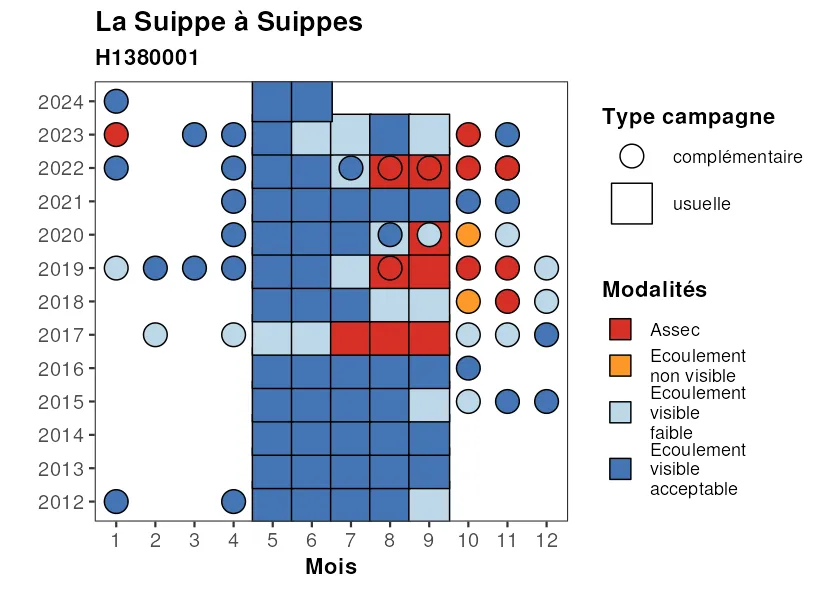 La Suippe à Suippes
H1380001
2024
2023
2022
2021
2020
2019
2018
2017
2016
2015
2014
2013
2012
1 2 3 4 5 6 7 8 9 10 11 12
Mois
Type campagne
complémentaire
usuelle
Modalités
Assec
Ecoulement
non visible
Ecoulement
visible
faible
Ecoulement
visible
acceptable